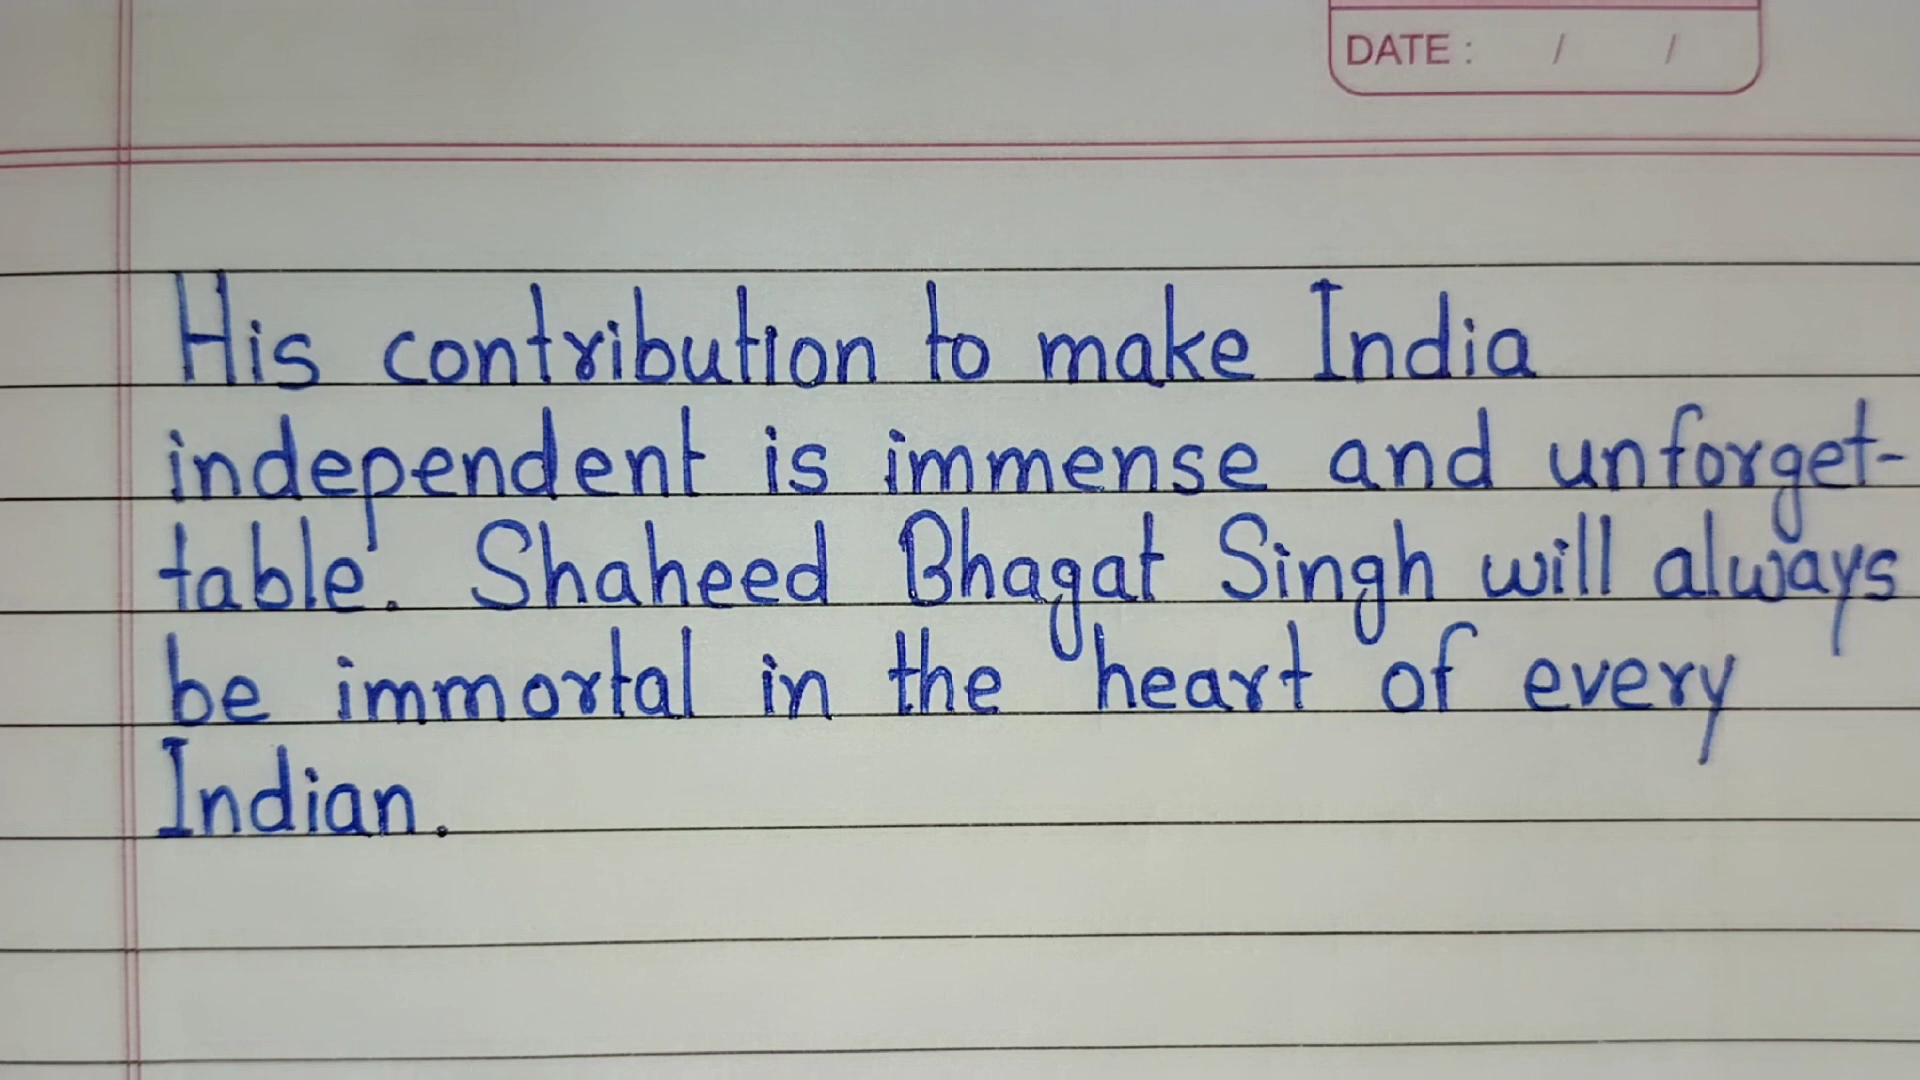 DATE : / /
His contribution to make India
independent is immense and unforget-
table. Shaheed Bhagat Singh will always
be immortal in the heart of every
Indian.